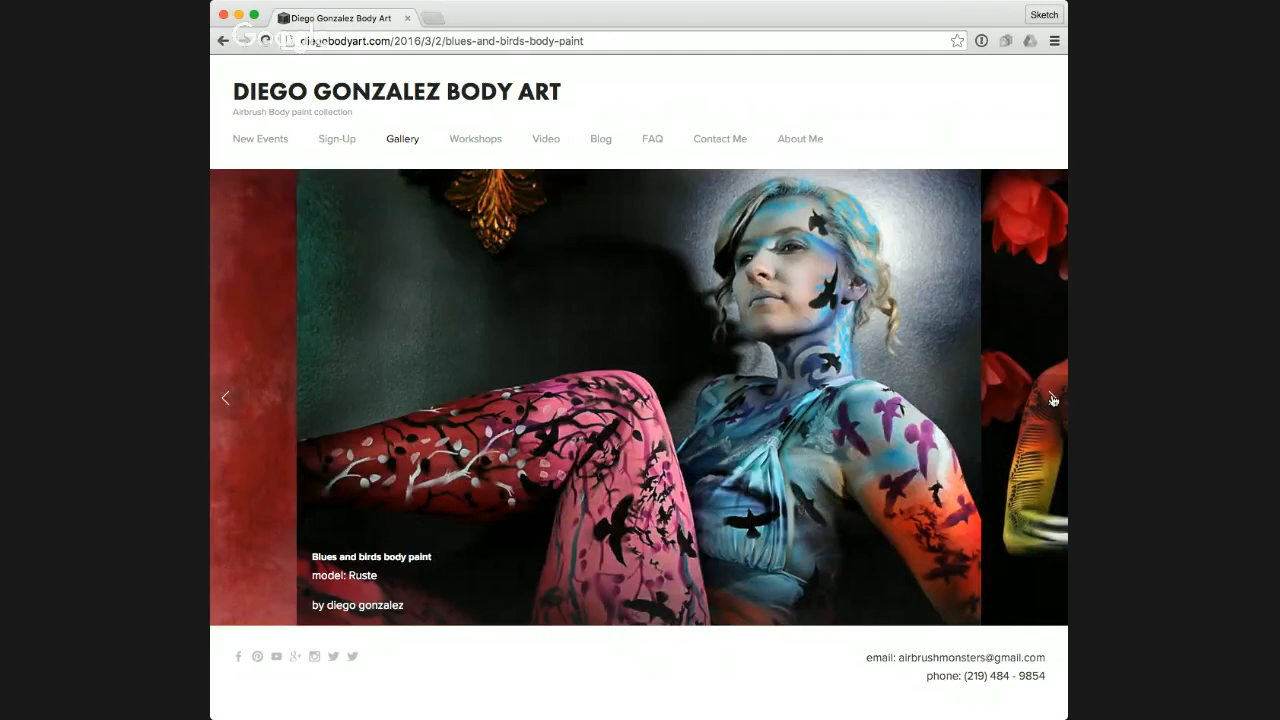 Diego Gonzalez Body Art
Sketch
Google
diegobodyart.com/2016/3/2/blues-and-birds-body-paint
DIEGO GONZALEZ BODY ART
Airbrush Body paint collection
New Events Sign-Up Gallery Workshops Video Blog FAQ Contact Me About Me
Blues and birds body paint
model: Ruste
by diego gonzalez
email: airbrushmonsters@gmail.com
phone: (219) 484 - 9854